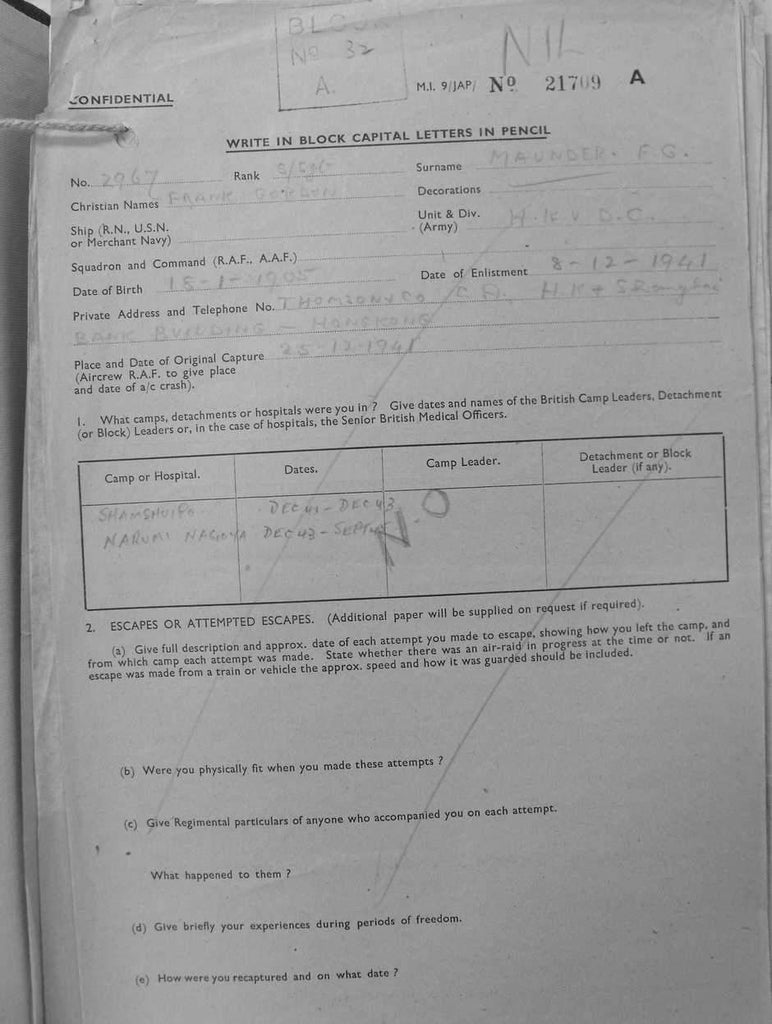 BLOCK
No 32
A.
NIL
CONFIDENTIAL
M.I. 9/JAP/ No 21709 A
WRITE IN BLOCK CAPITAL LETTERS IN PENCIL
No. 2967 Rank Surname MAUNDER. F.G.
Christian Names FRANK GORDON Decorations
Ship (R.N., U.S.N. or Merchant Navy) Unit & Div. (Army) H.K.V.D.C.
Squadron and Command (R.A.F., A.A.F.)
Date of Birth 18-1-1905 Date of Enlistment 8-12-1941
Private Address and Telephone No. THOMSON & CO C.A., H.K & Shanghai
BANK BUILDING - HONGKONG
Place and Date of Original Capture 25-12-1941
(Aircrew R.A.F. to give place
and date of a/c crash).
1. What camps, detachments or hospitals were you in ? Give dates and names of the British Camp Leaders, Detachment
(or Block) Leaders or, in the case of hospitals, the Senior British Medical Officers.
Camp or Hospital. Dates. Camp Leader. Detachment or Block Leader (if any).
SHAMSHUIPO DEC 41 - DEC 43
NARUMI NAGOYA DEC 43 - SEPT 45
N.O
2. ESCAPES OR ATTEMPTED ESCAPES. (Additional paper will be supplied on request if required).
(a) Give full description and approx. date of each attempt you made to escape, showing how you left the camp, and
from which camp each attempt was made. State whether there was an air-raid in progress at the time or not. If an
escape was made from a train or vehicle the approx. speed and how it was guarded should be included.
(b) Were you physically fit when you made these attempts ?
(c) Give Regimental particulars of anyone who accompanied you on each attempt.
What happened to them ?
(d) Give briefly your experiences during periods of freedom.
(e) How were you recaptured and on what date ?